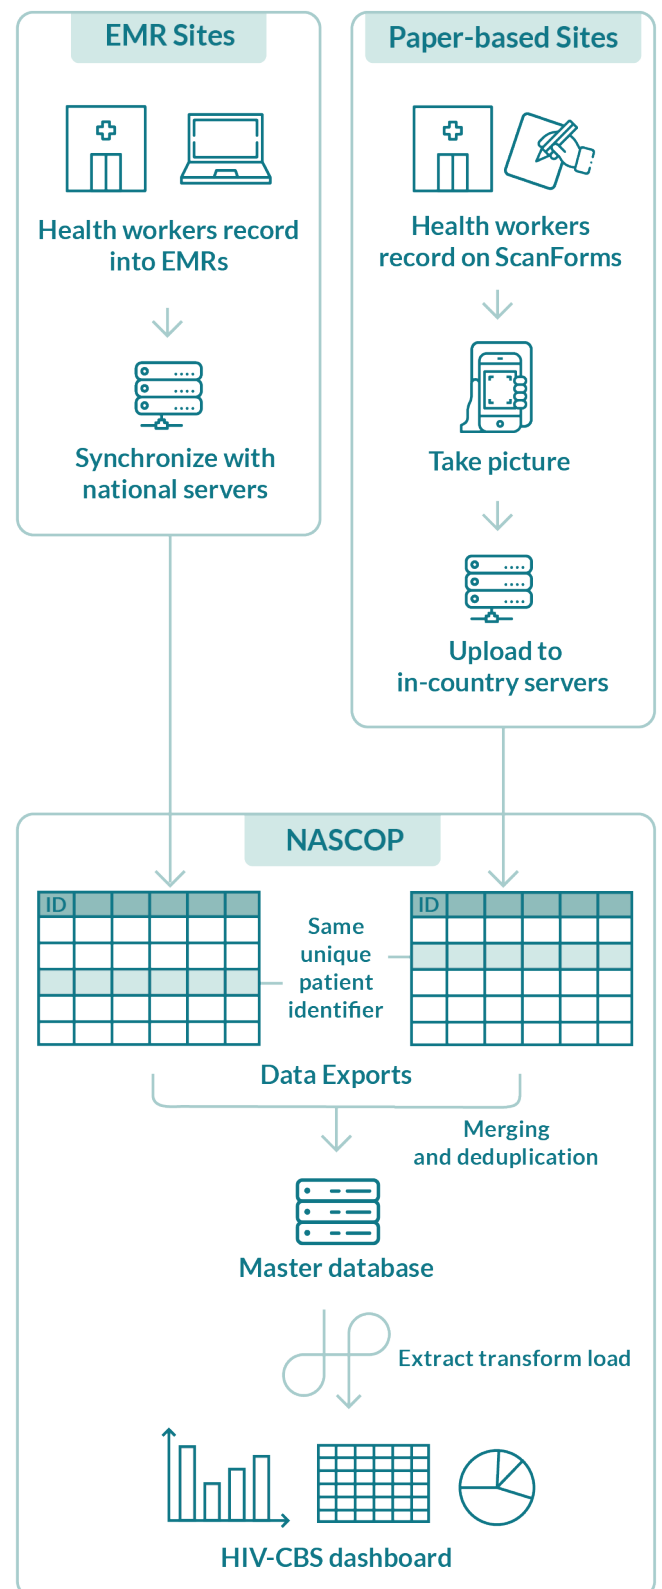 EMR Sites
Health workers record
into EMRs
Synchronize with
national servers
Paper-based Sites
Health workers
record on ScanForms
Take picture
Upload to
in-country servers
NASCOP
ID
Same
unique
patient
identifier
ID
Data Exports
Merging
and deduplication
Master database
Extract transform load
HIV-CBS dashboard